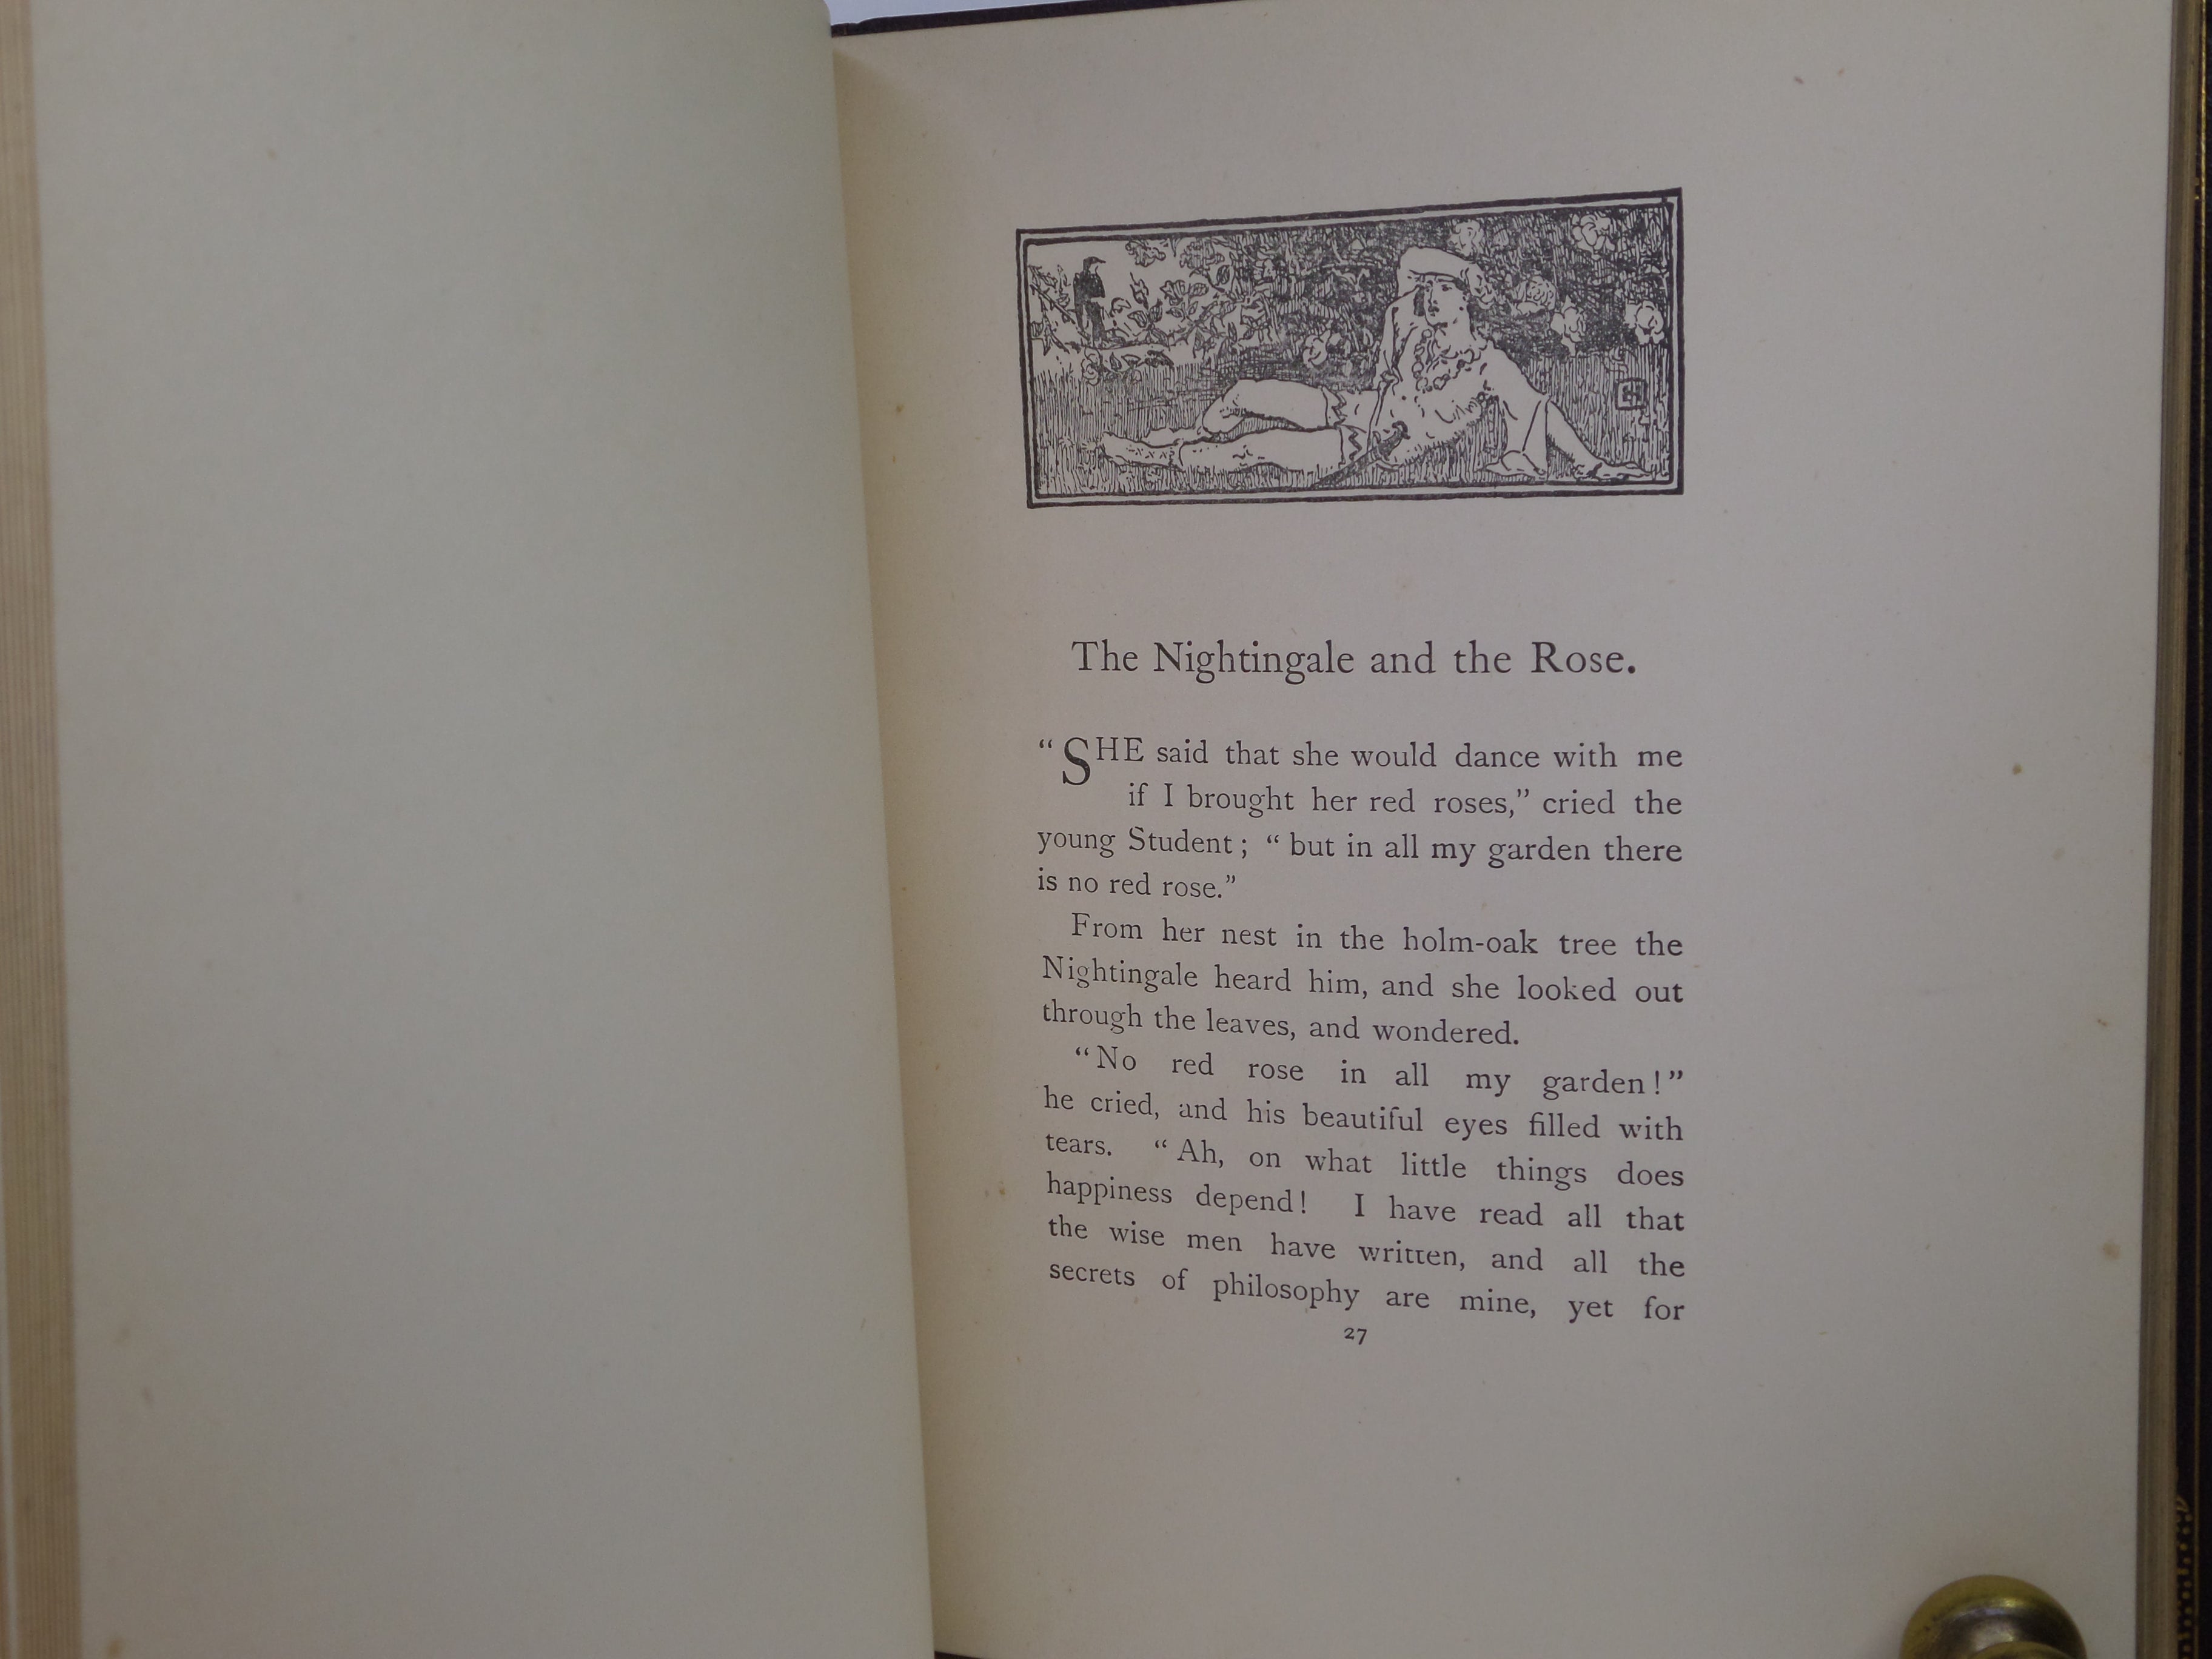 The Nightingale and the Rose.
“SHE said that she would dance with me
if I brought her red roses,” cried the
young Student; “but in all my garden there
is no red rose.”
From her nest in the holm-oak tree the
Nightingale heard him, and she looked out
through the leaves, and wondered.
“No red rose in all my garden!”
he cried, and his beautiful eyes filled with
tears. “Ah, on what little things does
happiness depend! I have read all that
the wise men have written, and all the
secrets of philosophy are mine, yet for
27